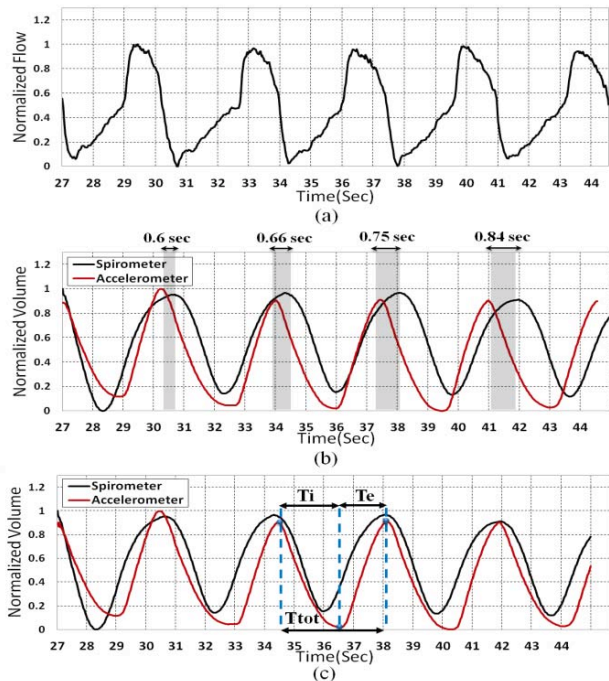 Normalized Flow
1.2
1
0.8
0.6
0.4
0.2
0
27 28 29 30 31 32 33 34 35 36 37 38 39 40 41 42 43 44
Time(Sec)
(a)
0.6 sec 0.66 sec 0.75 sec 0.84 sec
Normalized Volume
1.2
1
0.8
0.6
0.4
0.2
0
Spirometer
Accelerometer
27 28 29 30 31 32 33 34 35 36 37 38 39 40 41 42 43 44
Time(Sec)
(b)
Normalized Volume
1.2
1
0.8
0.6
0.4
0.2
0
Spirometer
Accelerometer
Ti Te
Ttot
27 28 29 30 31 32 33 34 35 36 37 38 39 40 41 42 43 44 45
Time(Sec)
(c)